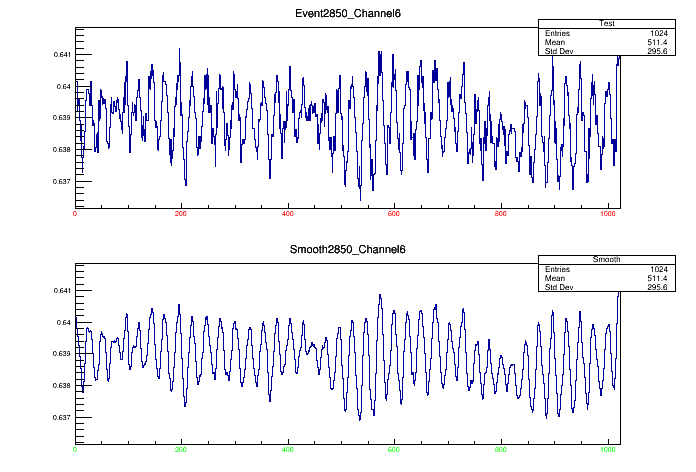 Event2850_Channel6
Test
Entries 1024
Mean 511.4
Std Dev 295.6
0.641
0.64
0.639
0.638
0.637
0 200 400 600 800 1000
Smooth2850_Channel6
Smooth
Entries 1024
Mean 511.4
Std Dev 295.6
0.641
0.64
0.639
0.638
0.637
0 200 400 600 800 1000